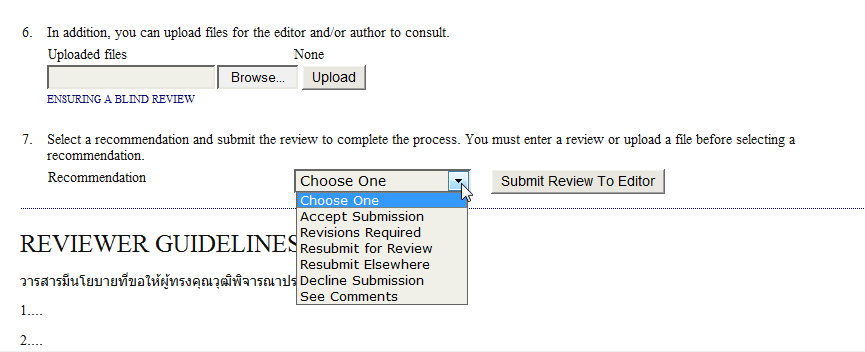 6. In addition, you can upload files for the editor and/or author to consult.
Uploaded files None
Browse... Upload
ENSURING A BLIND REVIEW
7. Select a recommendation and submit the review to complete the process. You must enter a review or upload a file before selecting a
recommendation.
Recommendation Choose One Submit Review To Editor
Choose One
Accept Submission
Revisions Required
Resubmit for Review
Resubmit Elsewhere
Decline Submission
See Comments
REVIEWER GUIDELINES
วารสารมีนโยบายที่ขอให้ผู้ทรงคุณวุฒิพิจารณาประ
1....
2....